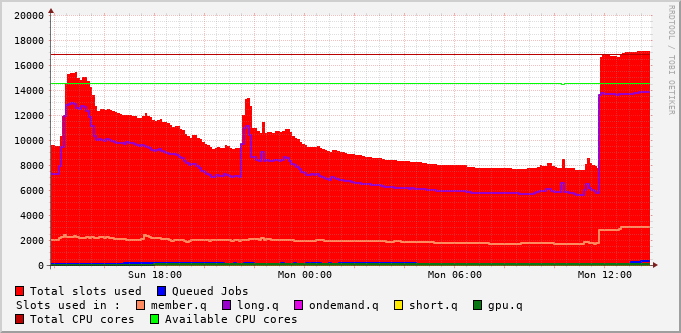 20000
18000
16000
14000
12000
10000
8000
6000
4000
2000
0
Sun 18:00 Mon 00:00 Mon 06:00 Mon 12:00
RRDTOOL / TOBI OETIKER
Total slots used Queued Jobs
Slots used in : member.q long.q ondemand.q short.q gpu.q
Total CPU cores Available CPU cores